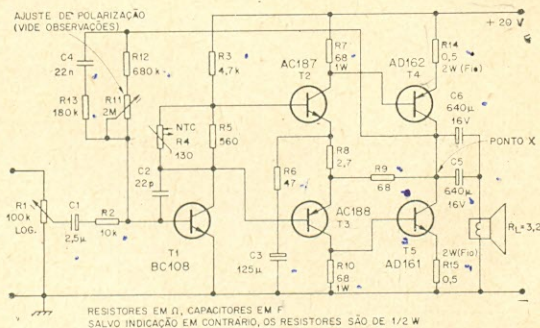 AJUSTE DE POLARIZAÇÃO
(VIDE OBSERVAÇÕES)
+ 20 V
C4
22n
R12
680k
R3
4,7k
R7
68
1W
AC187
T2
AD162
T4
R14
0,5
2W (Fio)
R13
180k
R11
2M
NTC
R4
130
R5
560
C6
640µ
16V
PONTO X
C2
22p
R6
47
R8
2,7
R9
68
C5
640µ
16V
R1
100k
LOG.
C1
2,5µ
R2
10k
AC188
T3
RL=3,2
T1
BC108
C3
125µ
R10
68
1W
T5
AD161
2W (Fio)
R15
0,5
RESISTORES EM Ω, CAPACITORES EM F
SALVO INDICAÇÃO EM CONTRÁRIO, OS RESISTORES SÃO DE 1/2 W